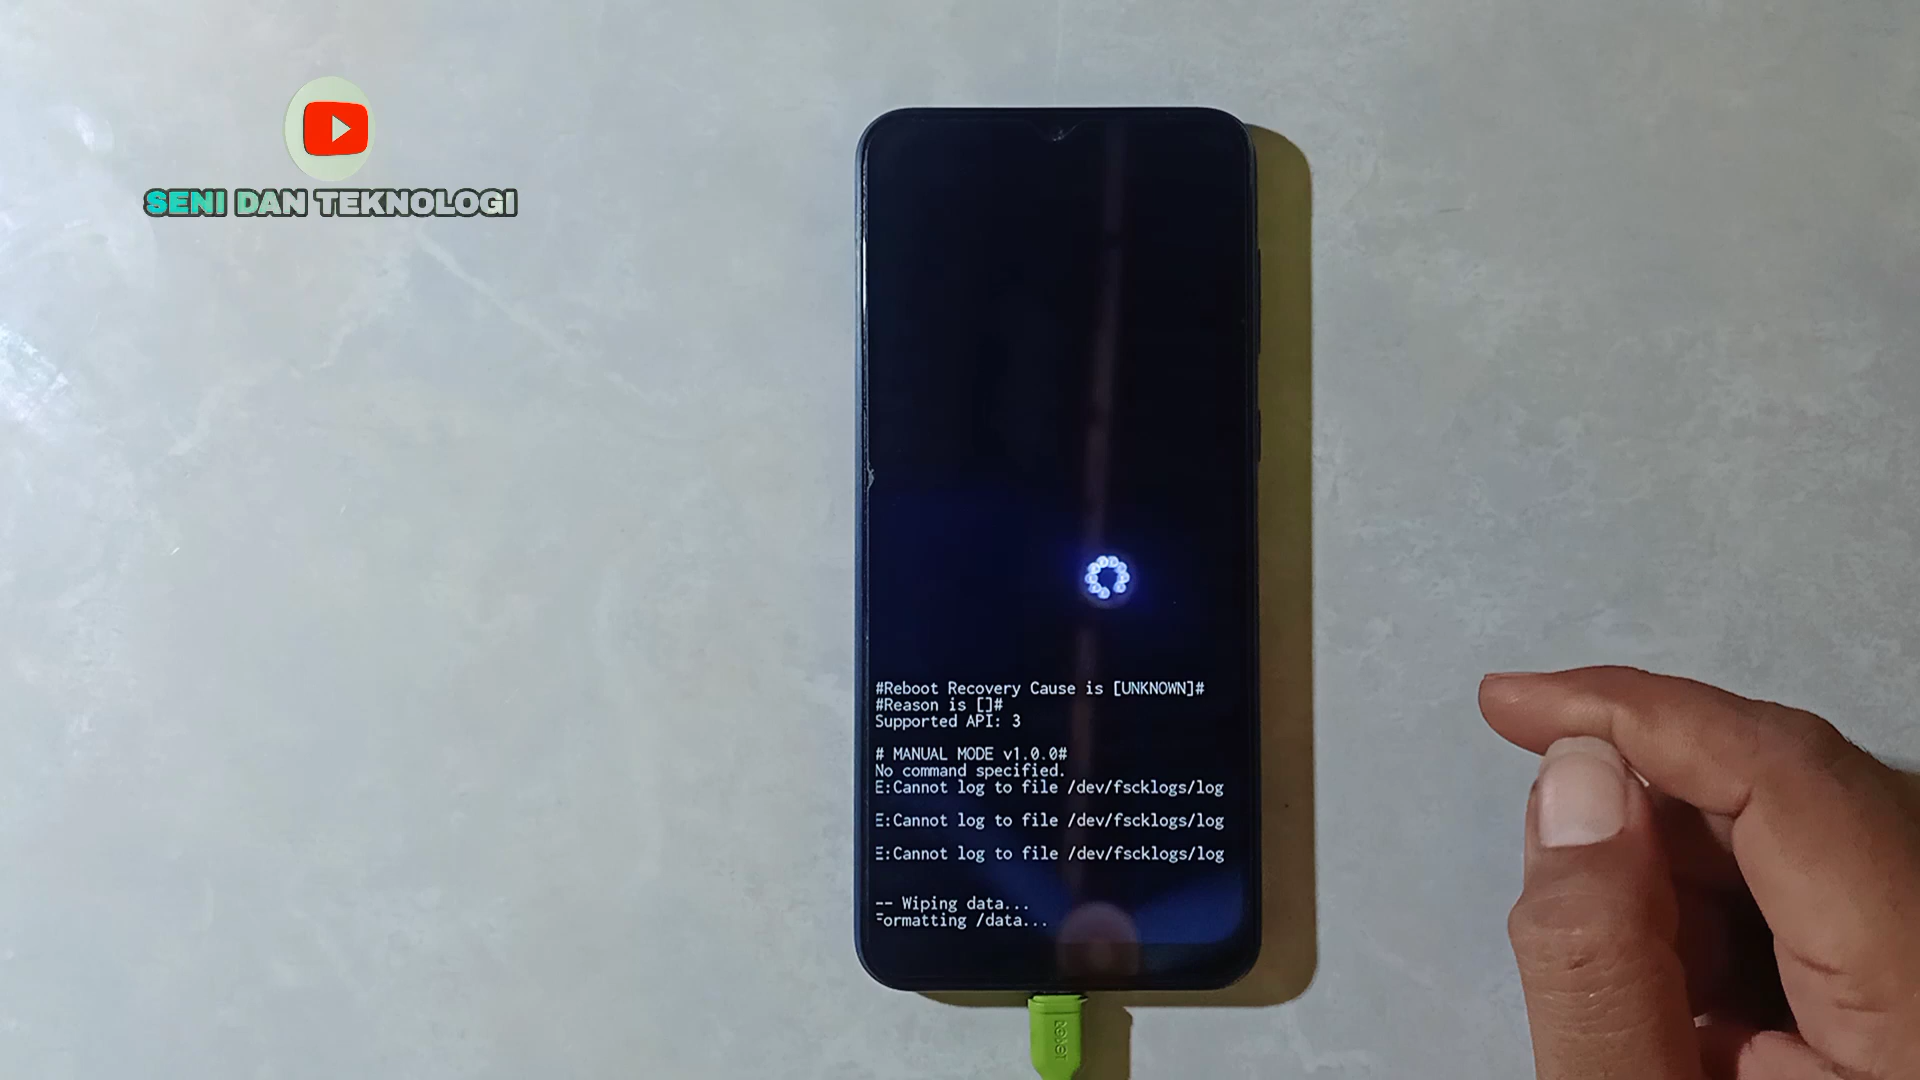 SENI DAN TEKNOLOGI
#Reboot Recovery Cause is [UNKNOWN]#
#Reason is []#
Supported API: 3
# MANUAL MODE v1.0.0#
No command specified.
E:Cannot log to file /dev/fscklogs/log
E:Cannot log to file /dev/fscklogs/log
E:Cannot log to file /dev/fscklogs/log
-- Wiping data...
Formatting /data...